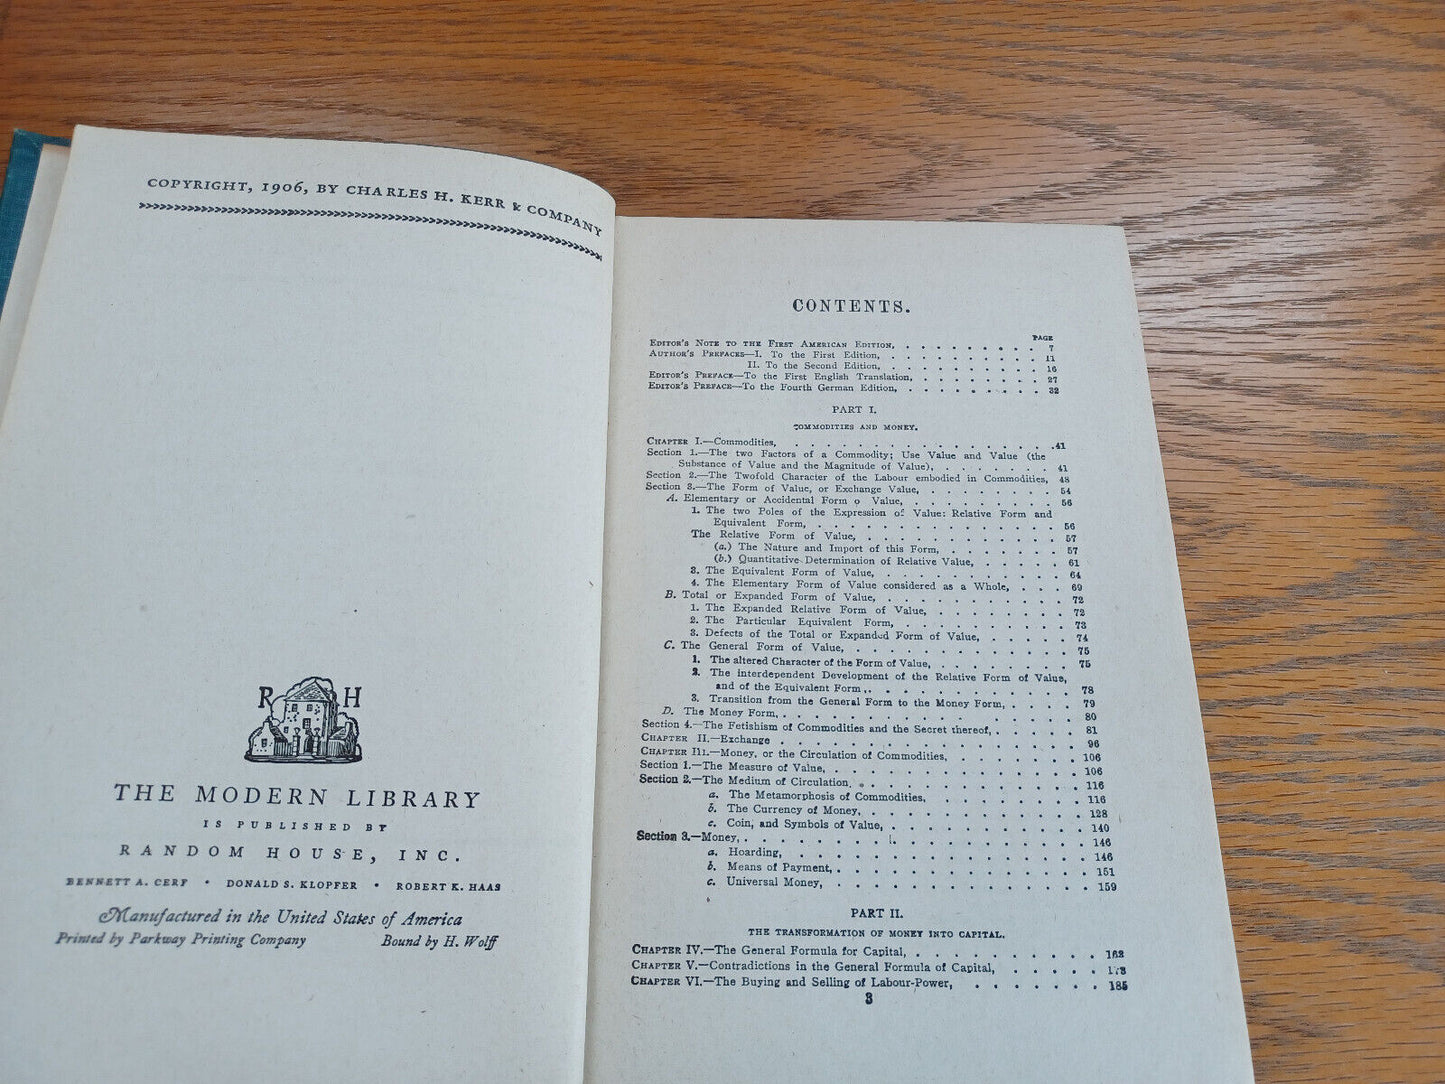 COPYRIGHT, 1906, BY CHARLES H. KERR & COMPANY
R H
THE MODERN LIBRARY
IS PUBLISHED BY
RANDOM HOUSE, INC.
BENNETT A. CERF • DONALD S. KLOPFER • ROBERT K. HAAS
Manufactured in the United States of America
Printed by Parkway Printing Company Bound by H. Wolff
CONTENTS.
PAGE
EDITOR'S NOTE TO THE FIRST AMERICAN EDITION, . . . . . . . . . 7
AUTHOR'S PREFACES—I. To the First Edition, . . . . . . . . . . 11
II. To the Second Edition, . . . . . . . . . . 16
EDITOR'S PREFACE—To the First English Translation, . . . . . . . . 27
EDITOR'S PREFACE—To the Fourth German Edition, . . . . . . . . . 32
PART I.
COMMODITIES AND MONEY.
CHAPTER I.—Commodities, . . . . . . . . . . . . . . 41
Section 1.—The two Factors of a Commodity; Use Value and Value (the
Substance of Value and the Magnitude of Value), . . . . . . . 41
Section 2.—The Twofold Character of the Labour embodied in Commodities, 48
Section 3.—The Form of Value, or Exchange Value, . . . . . . . . 54
A. Elementary or Accidental Form o Value, . . . . . . . . . . 56
1. The two Poles of the Expression of Value: Relative Form and
Equivalent Form, . . . . . . . . . . . . . . 56
The Relative Form of Value, . . . . . . . . . . . 57
(a.) The Nature and Import of this Form, . . . . . . . 57
(b.) Quantitative Determination of Relative Value, . . . . . 61
3. The Equivalent Form of Value, . . . . . . . . . . . 64
4. The Elementary Form of Value considered as a Whole, . . . 69
B. Total or Expanded Form of Value, . . . . . . . . . . . 72
1. The Expanded Relative Form of Value, . . . . . . . . 72
2. The Particular Equivalent Form, . . . . . . . . . . 73
3. Defects of the Total or Expanded Form of Value, . . . . . 74
C. The General Form of Value, . . . . . . . . . . . . . 75
1. The altered Character of the Form of Value, . . . . . . . 75
2. The interdependent Development of the Relative Form of Value,
and of the Equivalent Form,. . . . . . . . . . . . 78
3. Transition from the General Form to the Money Form, . . . . 79
D. The Money Form, . . . . . . . . . . . . . . . . 80
Section 4.—The Fetishism of Commodities and the Secret thereof, . . . . . 81
CHAPTER II.—Exchange . . . . . . . . . . . . . . . . . 96
CHAPTER III.—Money, or the Circulation of Commodities, . . . . . . . 106
Section 1.—The Measure of Value, . . . . . . . . . . . . . . 106
Section 2.—The Medium of Circulation, . . . . . . . . . . . . 116
a. The Metamorphosis of Commodities, . . . . . . . . . 116
b. The Currency of Money, . . . . . . . . . . . . . 128
c. Coin, and Symbols of Value, . . . . . . . . . . . . 140
Section 3.—Money, . . . . . . . . . . . . . . . . . . 146
a. Hoarding, . . . . . . . . . . . . . . . . . 146
b. Means of Payment, . . . . . . . . . . . . . . 151
c. Universal Money, . . . . . . . . . . . . . . . 159
PART II.
THE TRANSFORMATION OF MONEY INTO CAPITAL.
CHAPTER IV.—The General Formula for Capital, . . . . . . . . . . 163
CHAPTER V.—Contradictions in the General Formula of Capital, . . . . . 173
CHAPTER VI.—The Buying and Selling of Labour-Power, . . . . . . . 185
3